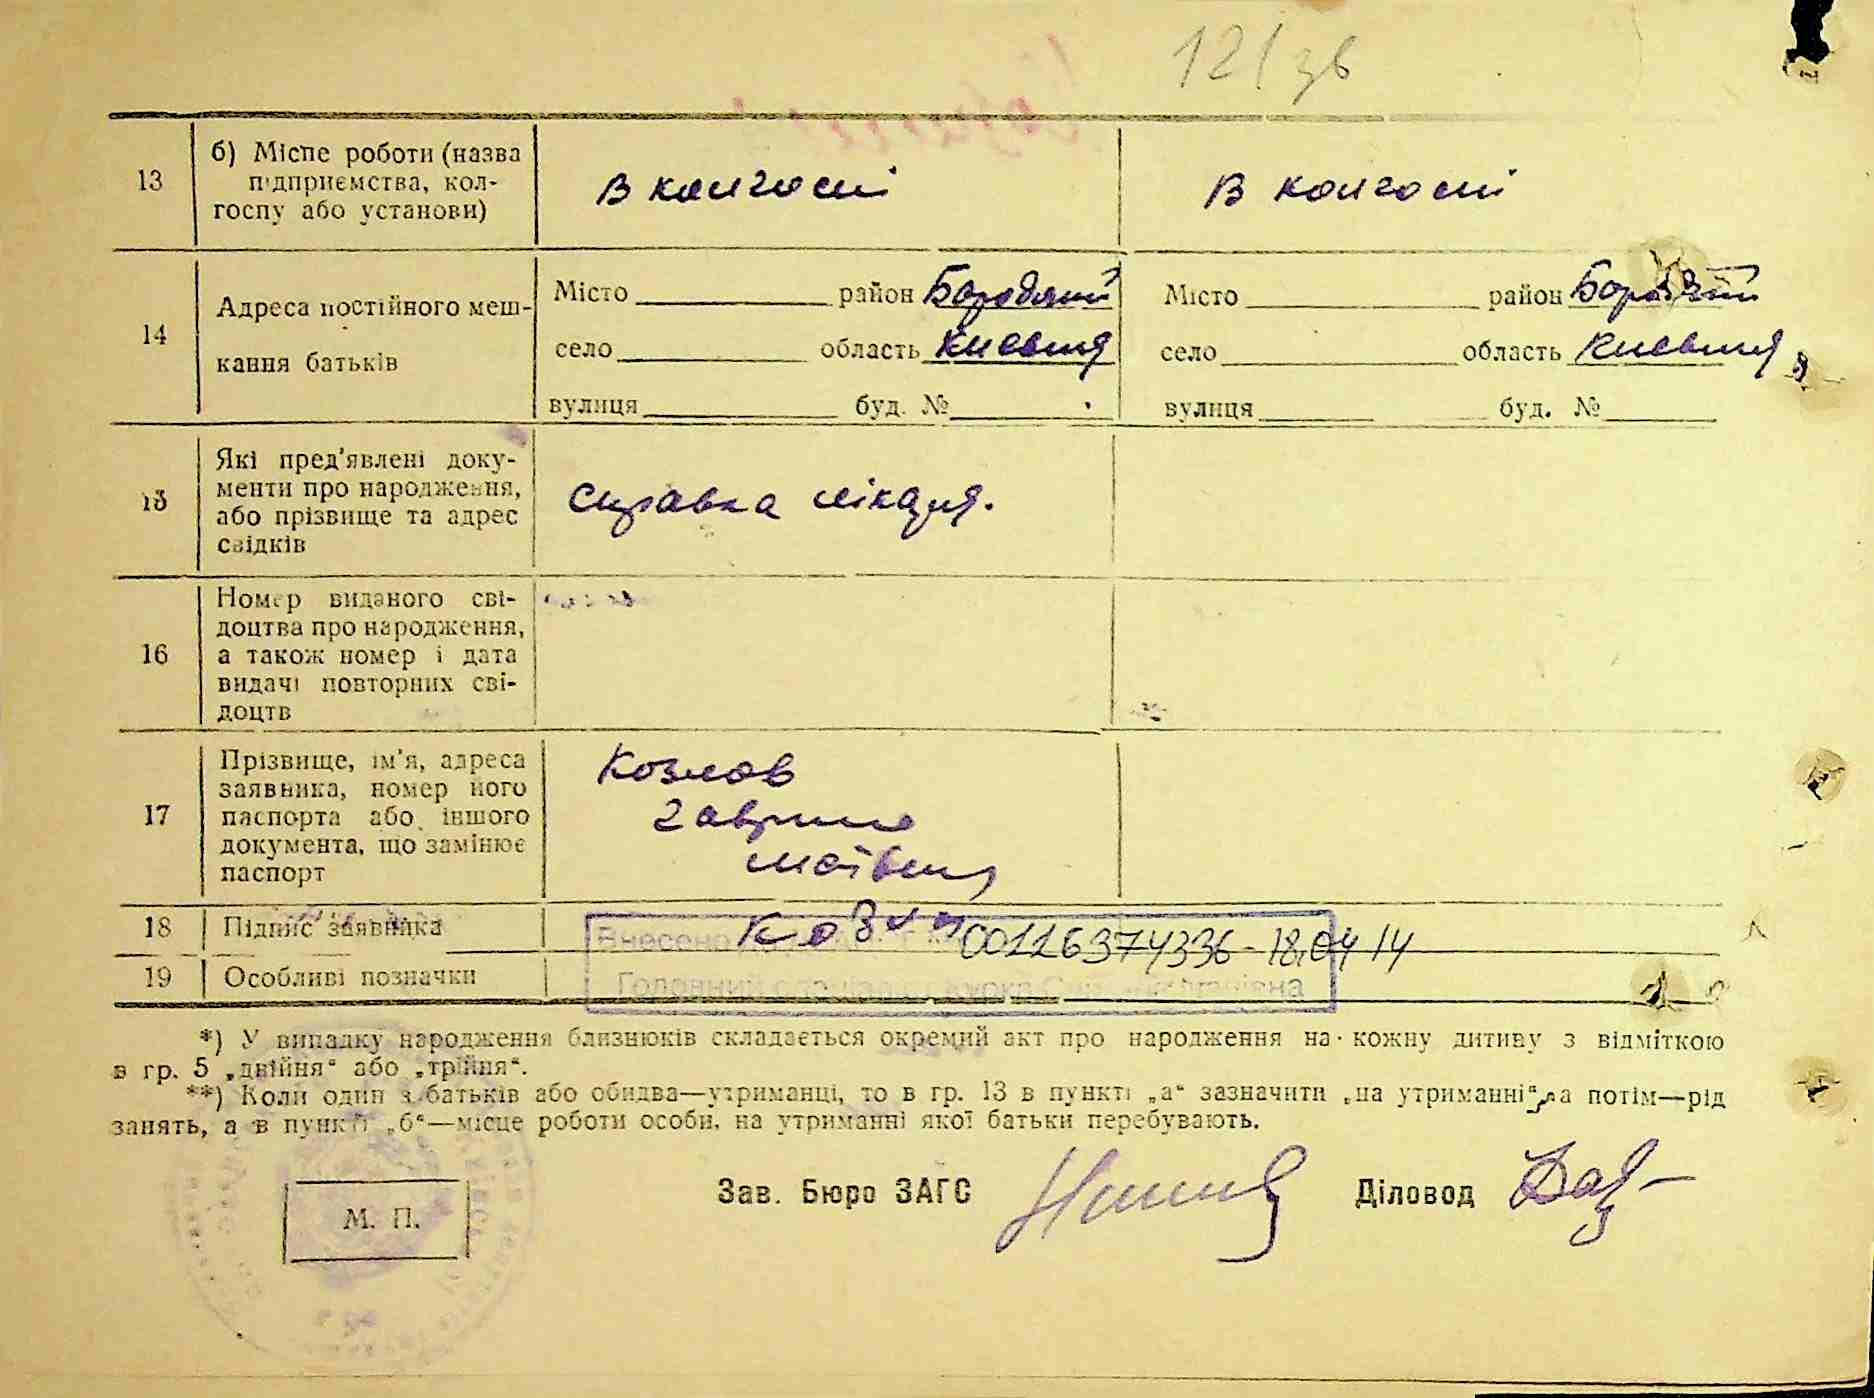 12/зв
13
б) Місце роботи (назва
підприємства, кол-
госпу або установи)
в колгоспі
в колгоспі
14
Адреса постійного меш-
кання батьків
Місто район Бородянський
село область Київська
вулиця буд. №
Місто район
село область
вулиця буд. №
15
Які пред'явлені доку-
менти про народження,
або прізвище та адрес
свідків
справка лікаря.
16
Номер виданого сві-
доцтва про народження,
а також номер і дата
видачі повторних сві-
доцтв
17
Прізвище, ім'я, адреса
заявника, номер його
паспорта або іншого
документа, що замінює
паспорт
Козлов
Гаврило
18
Підпис заявника
Внесено 00126374336-18.04 14
19
Особливі позначки
Головний
*) У випадку народження близнюків складається окремий акт про народження на кожну дитину з відміткою
в гр. 5 „двійня“ або „трійня“.
**) Коли один з батьків або обидва—утриманці, то в гр. 13 в пункті „а“ зазначити „на утриманні“, а потім—рід
занять, а в пункті „б“—місце роботи особи, на утриманні якої батьки перебувають.
М. П.
Зав. Бюро ЗАГС
Діловод